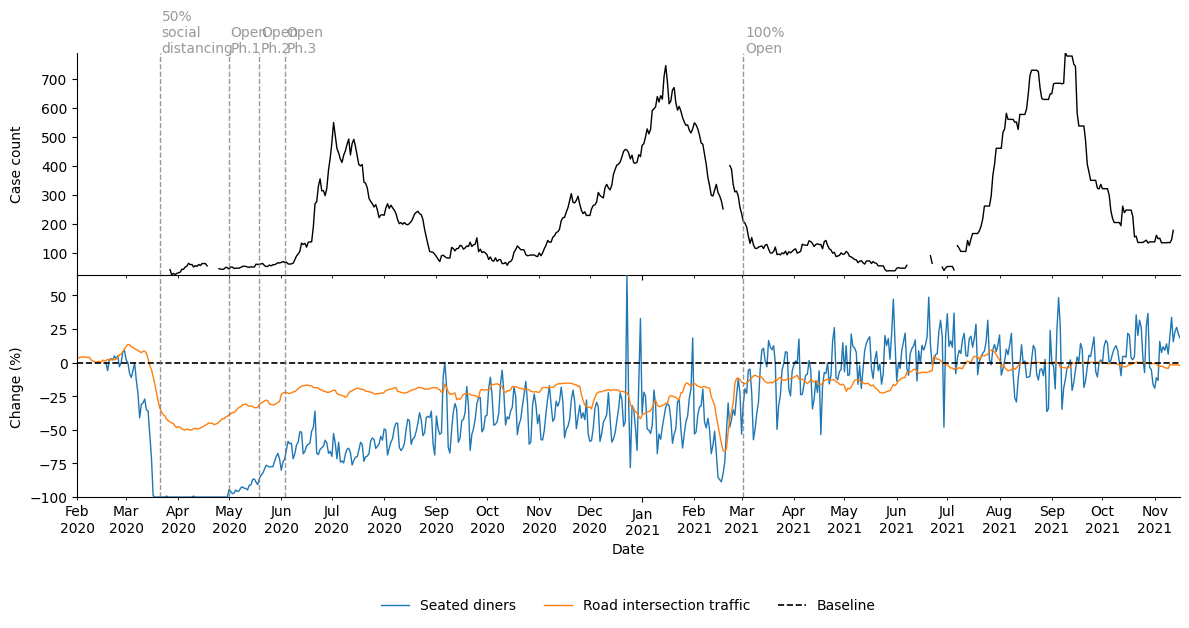 50%
social
distancing
Open
Ph.1
Open
Ph.2
Open
Ph.3
100%
Open
Case count
700
600
500
400
300
200
100
Change (%)
50
25
0
−25
−50
−75
−100
Feb Mar Apr May Jun Jul Aug Sep Oct Nov Dec Jan Feb Mar Apr May Jun Jul Aug Sep Oct Nov
2020 2020 2020 2020 2020 2020 2020 2020 2020 2020 2020 2021 2021 2021 2021 2021 2021 2021 2021 2021 2021 2021
Date
Seated diners Road intersection traffic Baseline